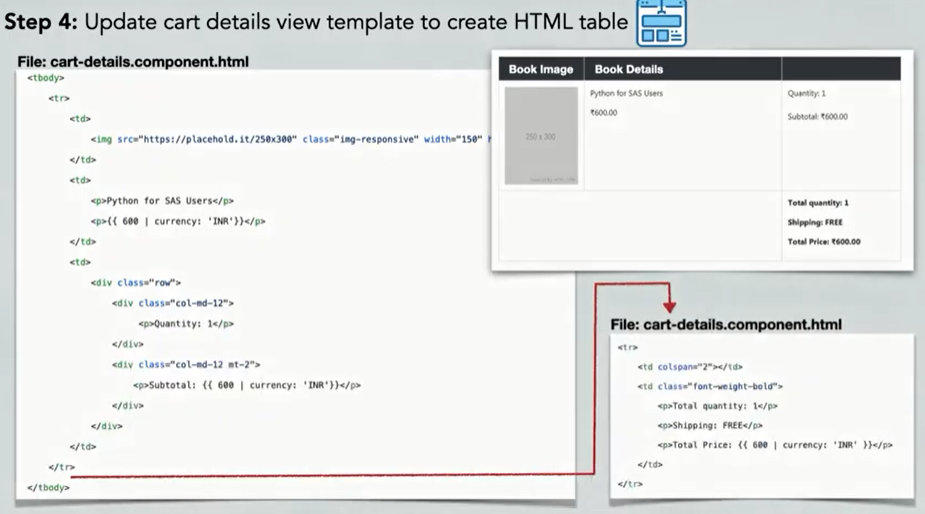 Step 4: Update cart details view template to create HTML table
File: cart-details.component.html
<tbody>
<tr>
<td>
<img src="https://placehold.it/250x300" class="img-responsive" width="150"
</td>
<td>
<p>Python for SAS Users</p>
<p>{{ 600 | currency: 'INR'}}</p>
</td>
<td>
<div class="row">
<div class="col-md-12">
<p>Quantity: 1</p>
</div>
<div class="col-md-12 mt-2">
<p>Subtotal: {{ 600 | currency: 'INR'}}</p>
</div>
</div>
</td>
</tr>
</tbody>
Book Image Book Details
Python for SAS Users Quantity: 1
₹600.00 Subtotal: ₹600.00
250 x 300
Total quantity: 1
Shipping: FREE
Total Price: ₹600.00
File: cart-details.component.html
<tr>
<td colspan="2"></td>
<td class="font-weight-bold">
<p>Total quantity: 1</p>
<p>Shipping: FREE</p>
<p>Total Price: {{ 600 | currency: 'INR' }}</p>
</td>
</tr>